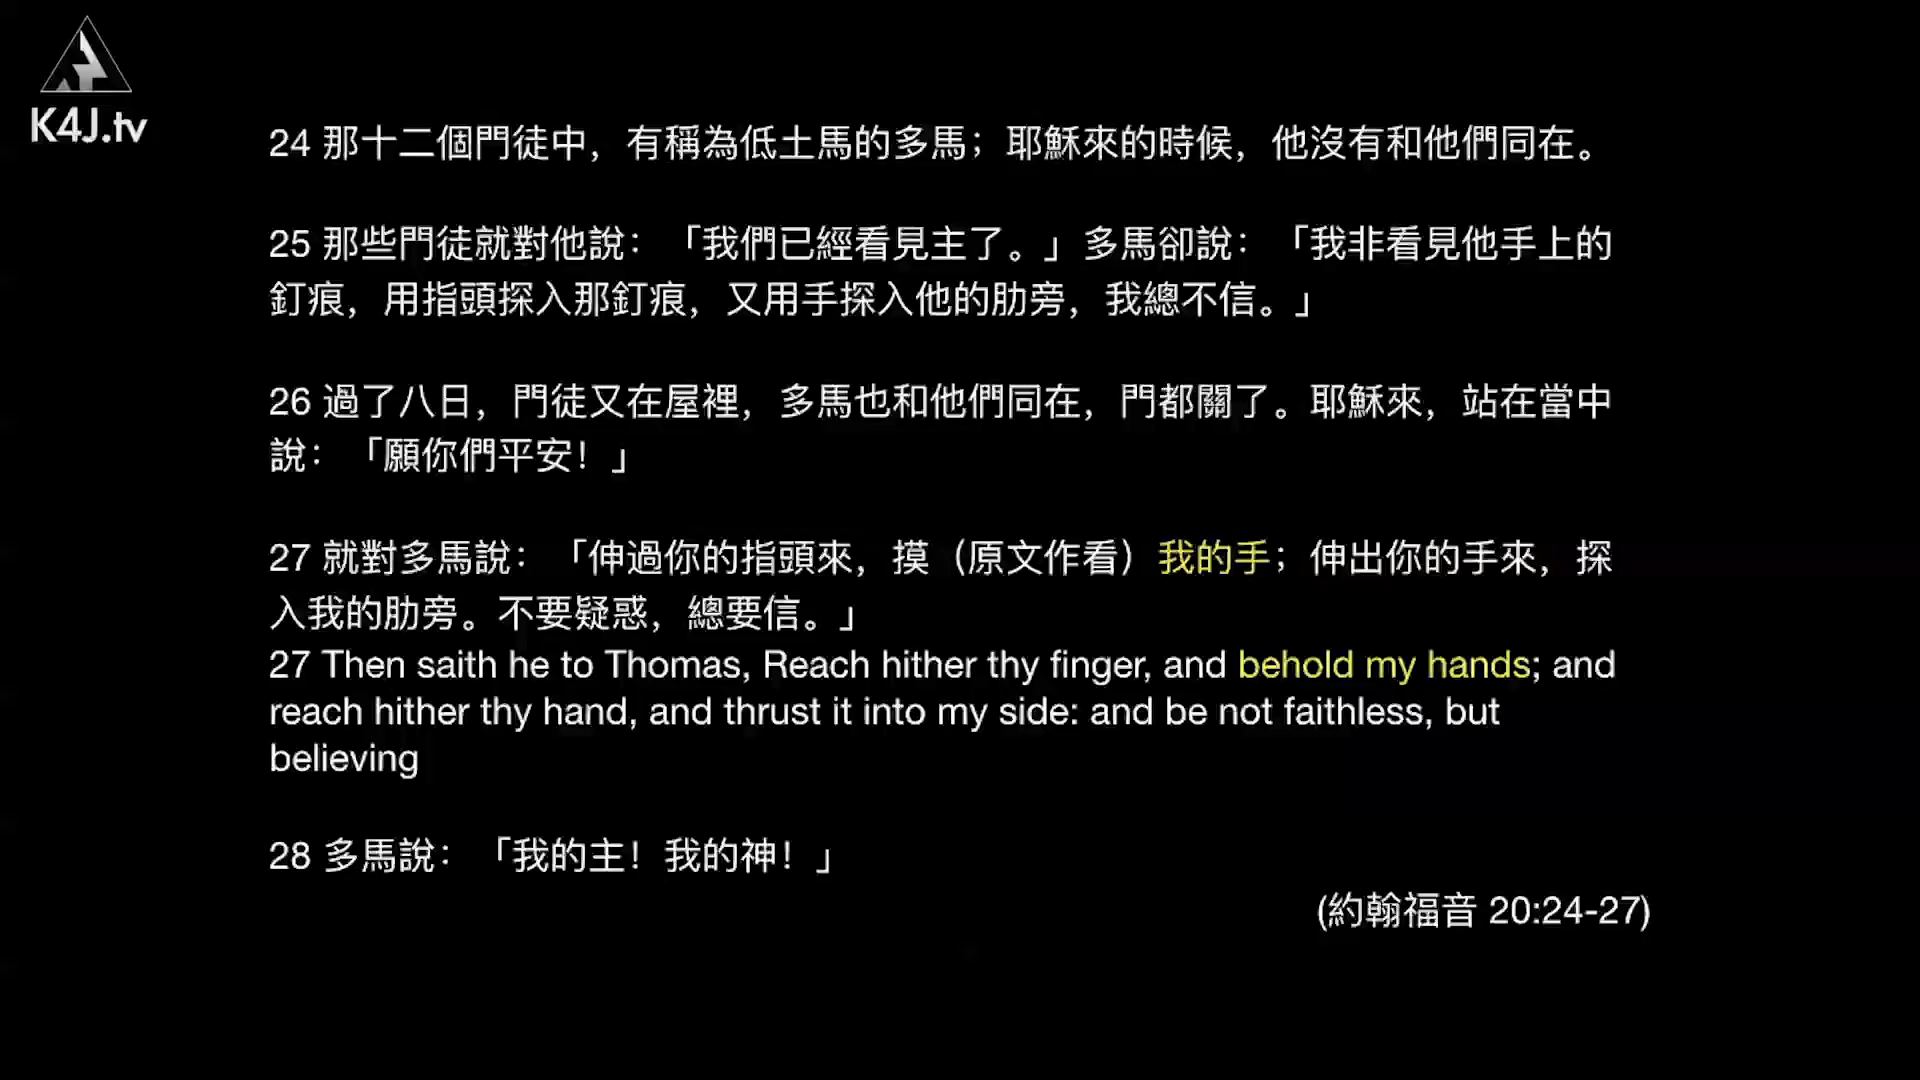 K4J.tv
24 那十二個門徒中，有稱為低土馬的多馬；耶穌來的時候，他沒有和他們同在。
25 那些門徒就對他說：「我們已經看見主了。」多馬卻說：「我非看見他手上的
釘痕，用指頭探入那釘痕，又用手探入他的肋旁，我總不信。」
26 過了八日，門徒又在屋裡，多馬也和他們同在，門都關了。耶穌來，站在當中
說：「願你們平安！」
27 就對多馬說：「伸過你的指頭來，摸（原文作看）我的手；伸出你的手來，探
入我的肋旁。不要疑惑，總要信。」
27 Then saith he to Thomas, Reach hither thy finger, and behold my hands; and
reach hither thy hand, and thrust it into my side: and be not faithless, but
believing
28 多馬說：「我的主！我的神！」
(約翰福音 20:24-27)